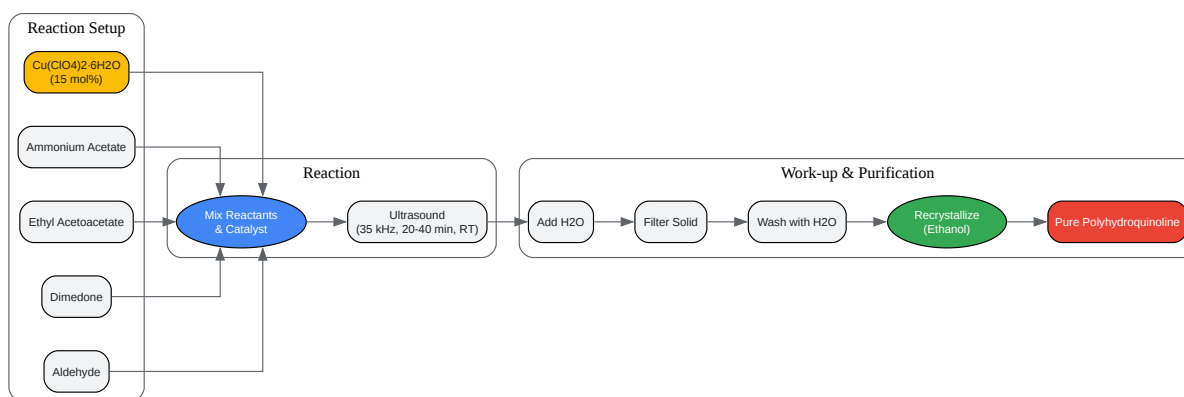 Reaction Setup
Cu(ClO4)2·6H2O
(15 mol%)
Ammonium Acetate
Ethyl Acetoacetate
Dimedone
Aldehyde
Reaction
Mix Reactants
& Catalyst
Ultrasound
(35 kHz, 20-40 min, RT)
Work-up & Purification
Add H2O
Filter Solid
Wash with H2O
Recrystallize
(Ethanol)
Pure Polyhydroquinoline